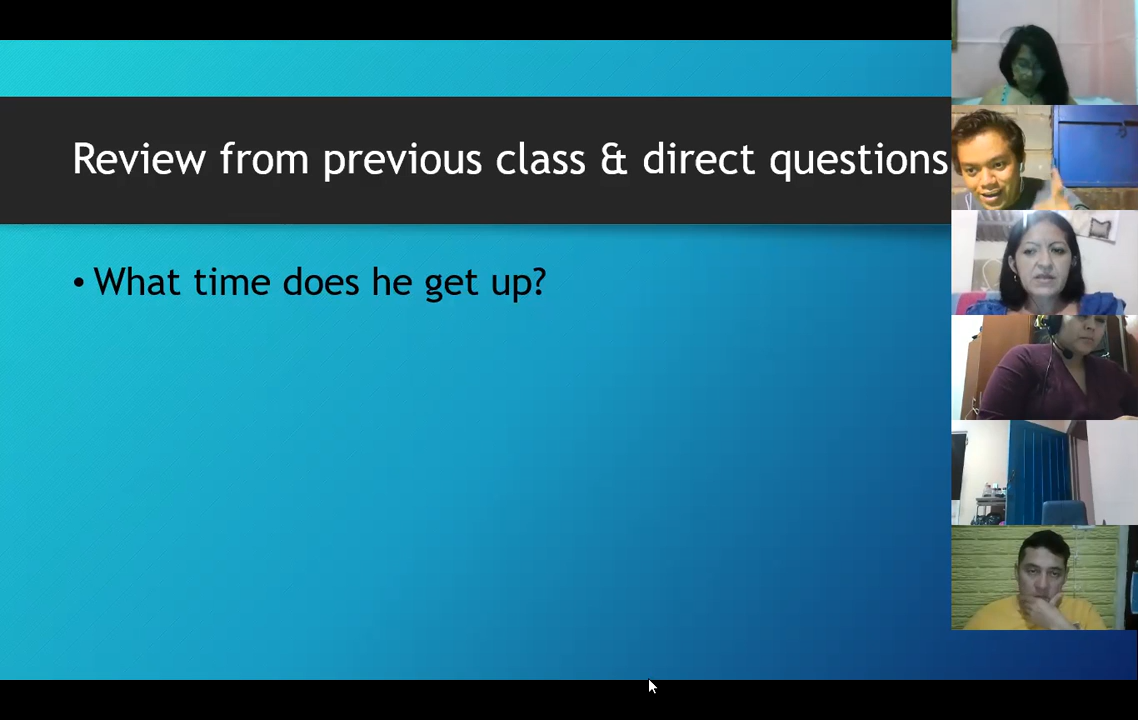 Review from previous class & direct questions
• What time does he get up?